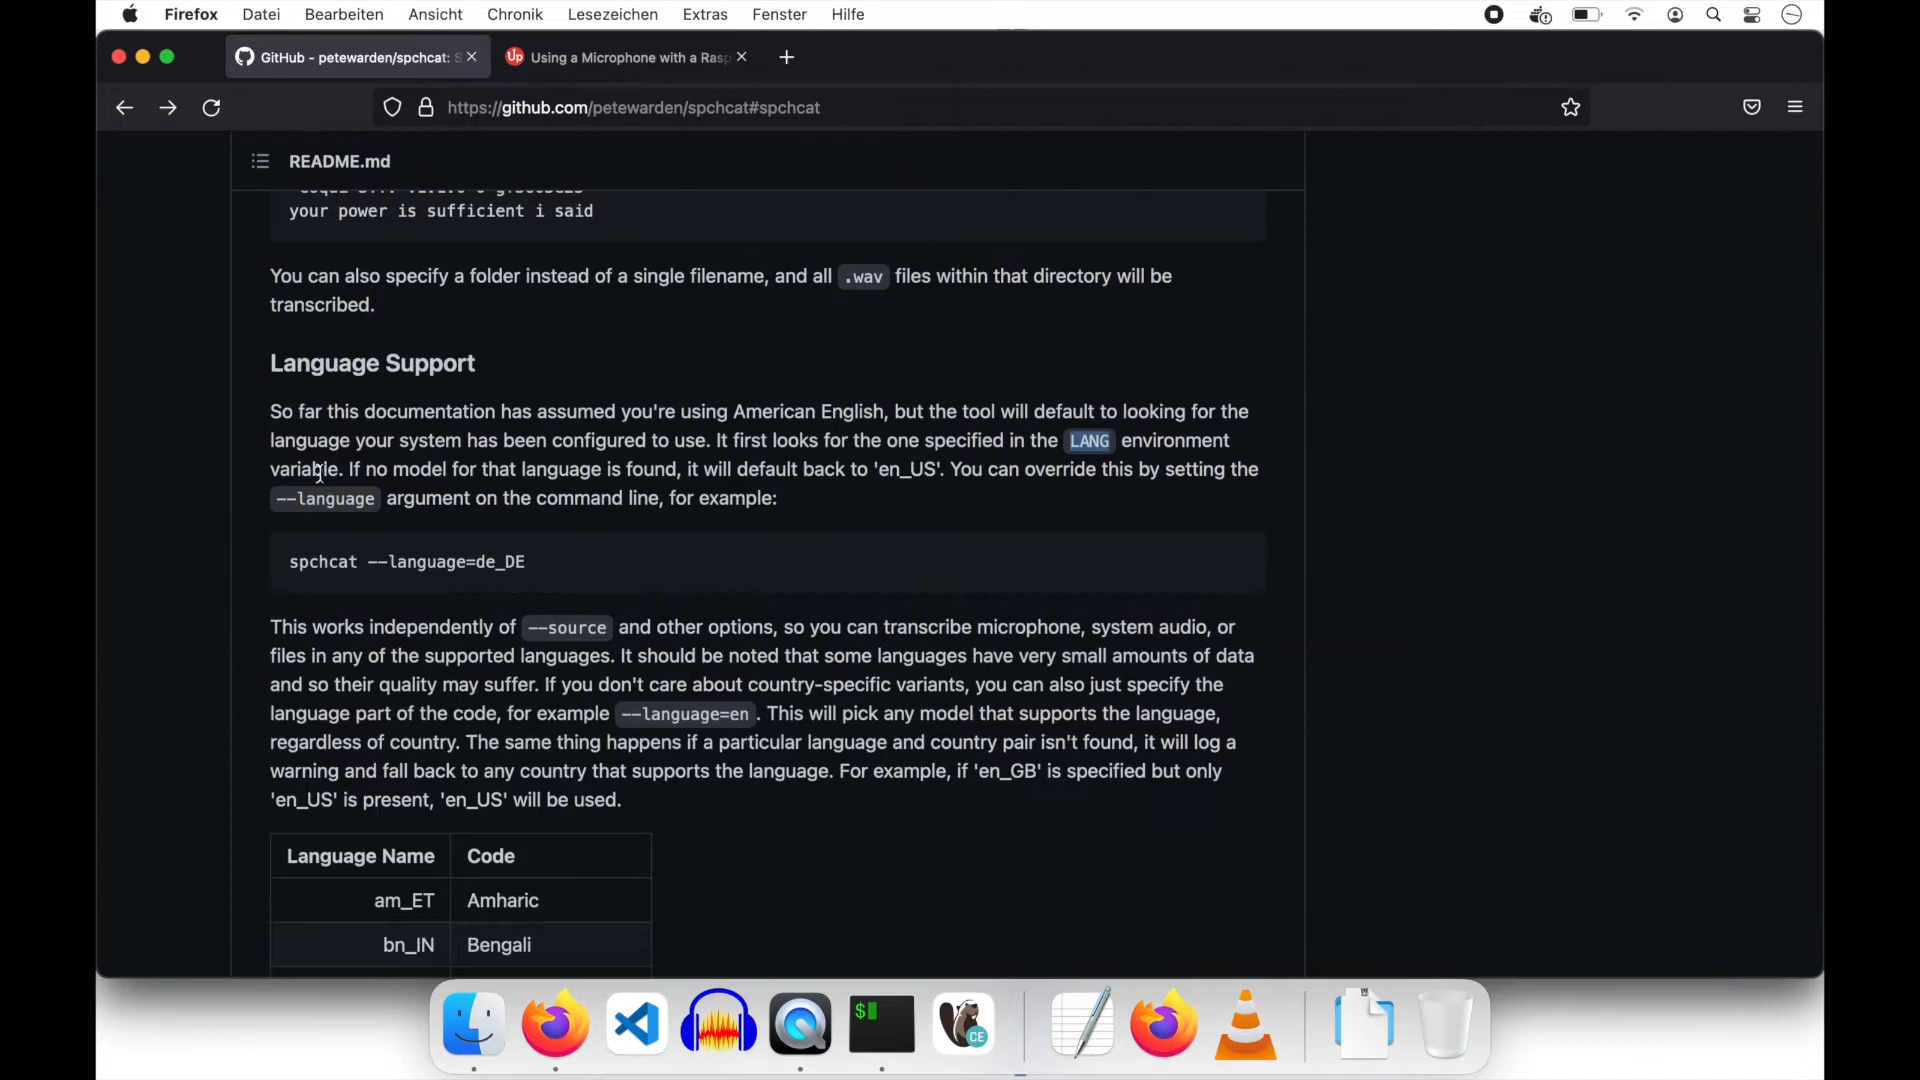 Firefox Datei Bearbeiten Ansicht Chronik Lesezeichen Extras Fenster Hilfe
GitHub - petewarden/spchcat: S
Using a Microphone with a Rasp
https://github.com/petewarden/spchcat#spchcat
README.md
your power is sufficient i said
You can also specify a folder instead of a single filename, and all .wav files within that directory will be
transcribed.
Language Support
So far this documentation has assumed you're using American English, but the tool will default to looking for the
language your system has been configured to use. It first looks for the one specified in the LANG environment
variable. If no model for that language is found, it will default back to 'en_US'. You can override this by setting the
--language argument on the command line, for example:
spchcat --language=de_DE
This works independently of --source and other options, so you can transcribe microphone, system audio, or
files in any of the supported languages. It should be noted that some languages have very small amounts of data
and so their quality may suffer. If you don't care about country-specific variants, you can also just specify the
language part of the code, for example --language=en. This will pick any model that supports the language,
regardless of country. The same thing happens if a particular language and country pair isn't found, it will log a
warning and fall back to any country that supports the language. For example, if 'en_GB' is specified but only
'en_US' is present, 'en_US' will be used.
Language Name Code
am_ET Amharic
bn_IN Bengali